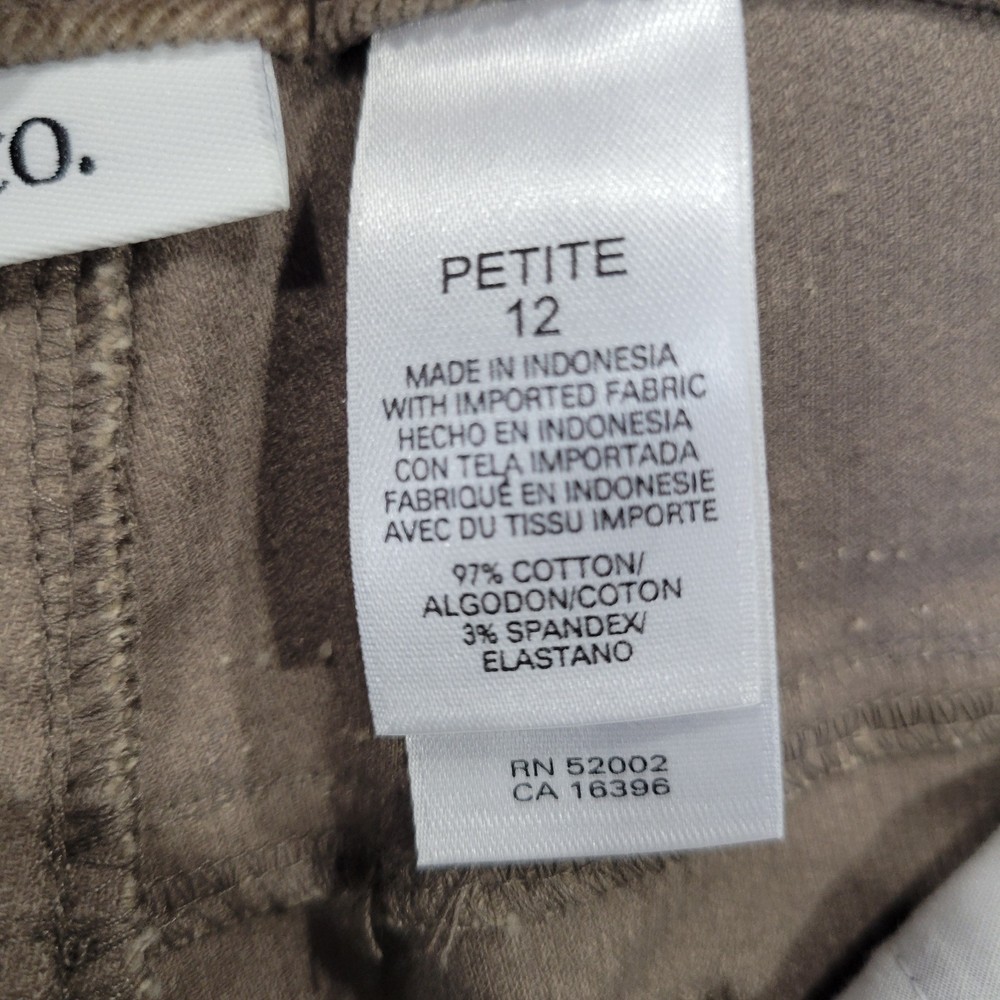 o.
PETITE
12
MADE IN INDONESIA
WITH IMPORTED FABRIC
HECHO EN INDONESIA
CON TELA IMPORTADA
FABRIQUÉ EN INDONESIE
AVEC DU TISSU IMPORTE
97% COTTON/
ALGODON/COTON
3% SPANDEX/
ELASTANO
RN 52002
CA 16396